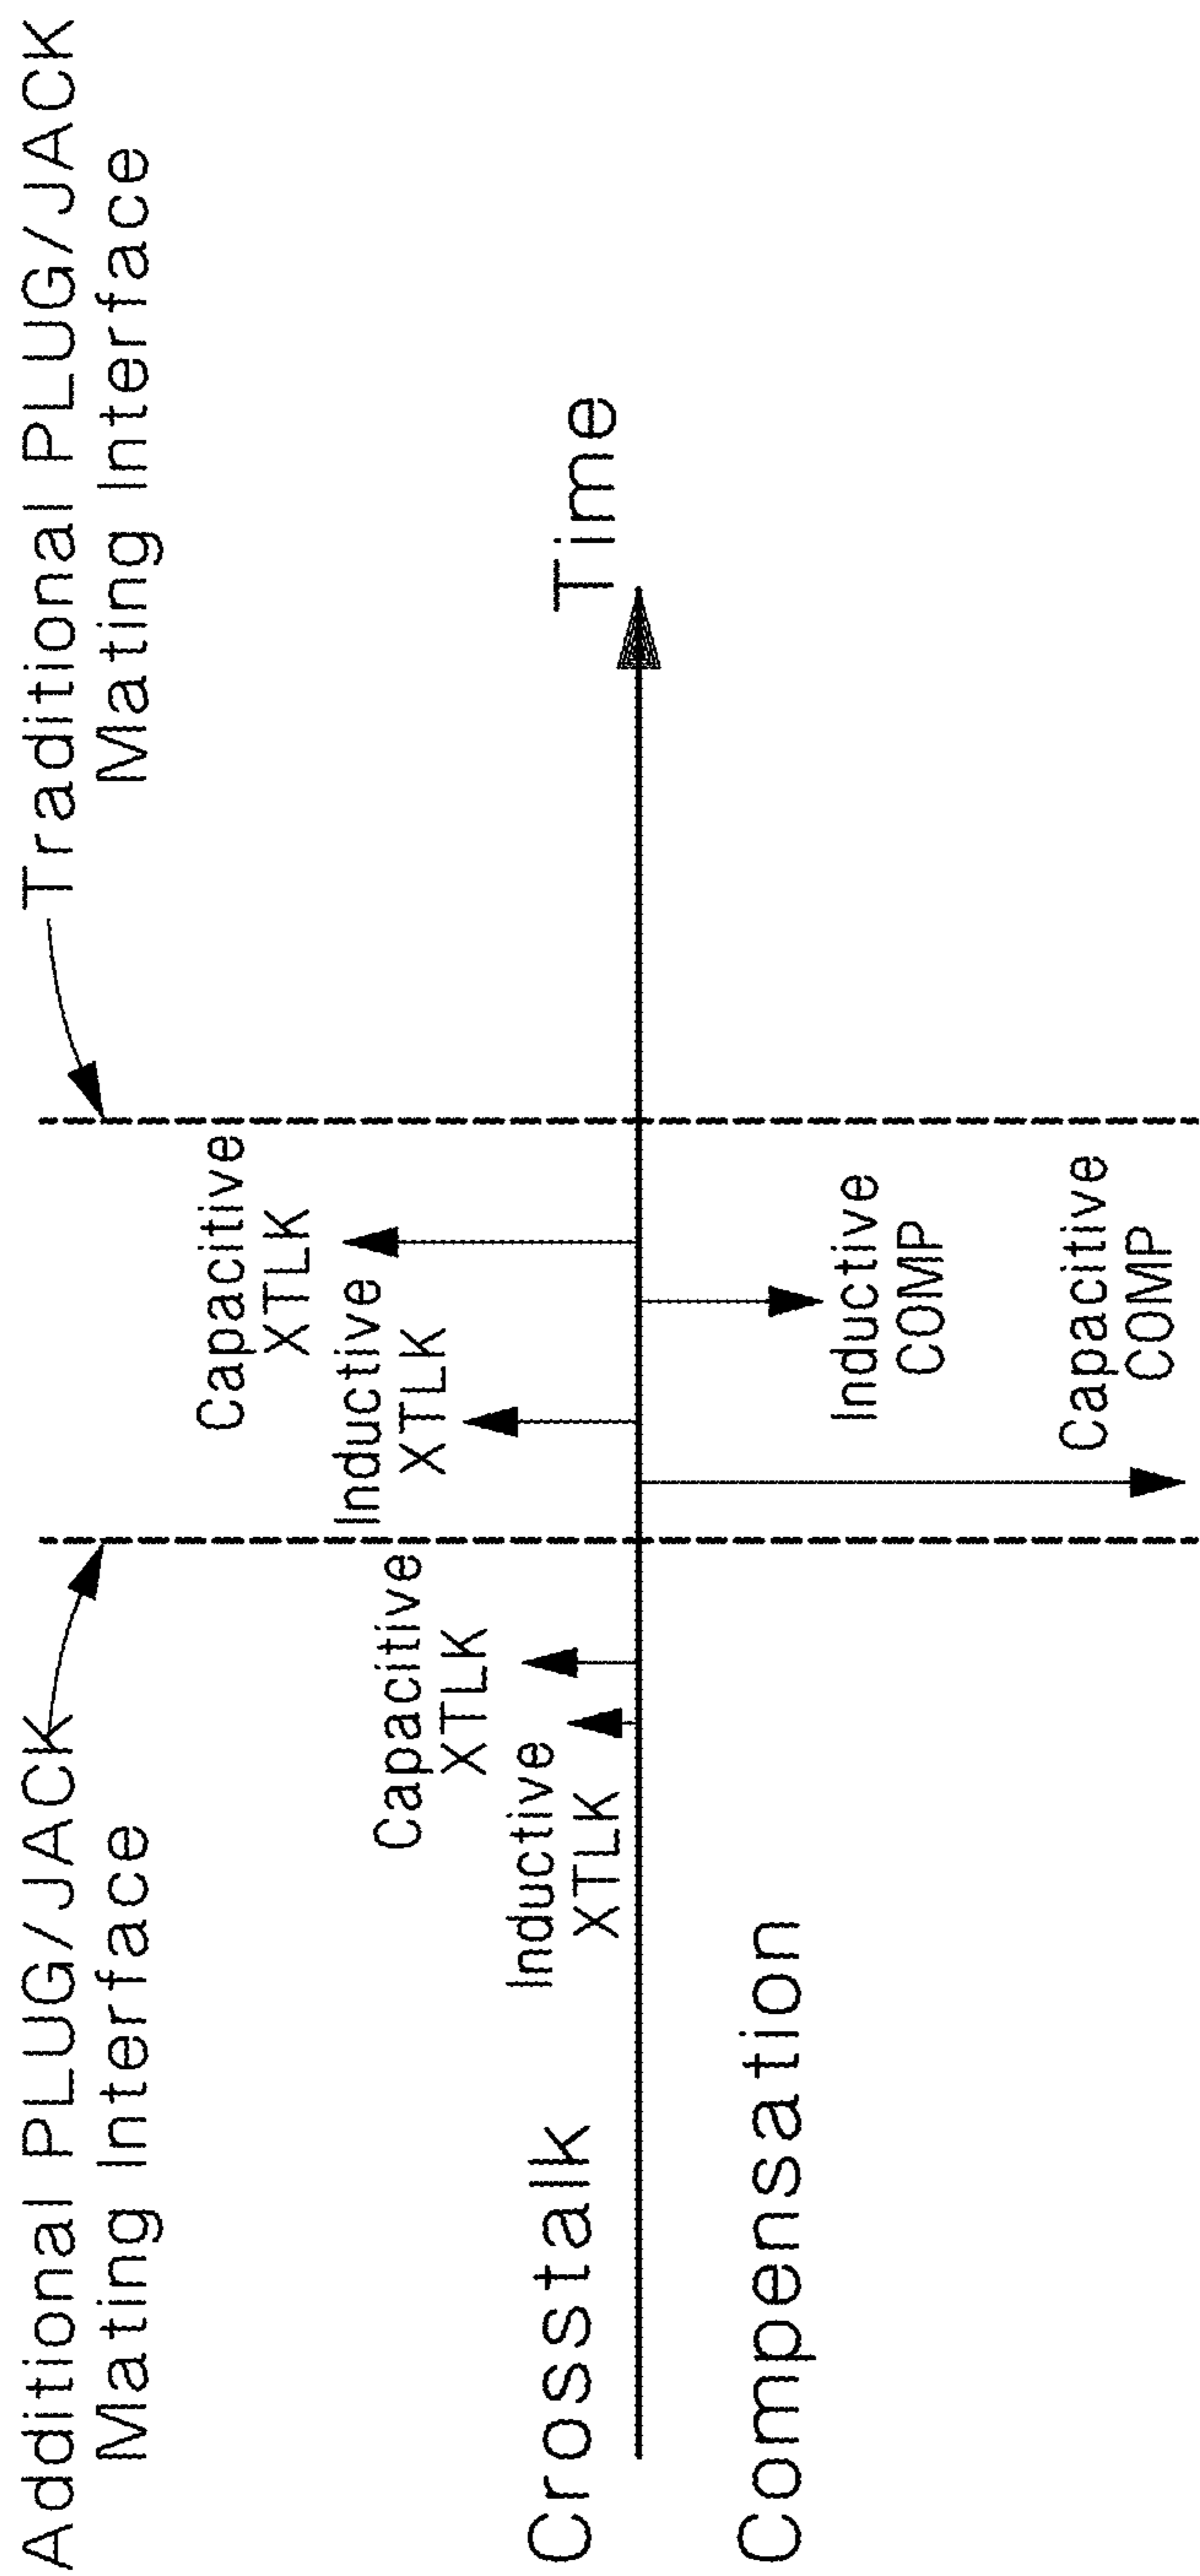 Additional PLUG/JACK
Mating Interface
Traditional PLUG/JACK
Mating Interface
Capacitive
XTLK
Inductive
XTLK
Capacitive
XTLK
Inductive
XTLK
Crosstalk
Time
Compensation
Inductive
COMP
Capacitive
COMP